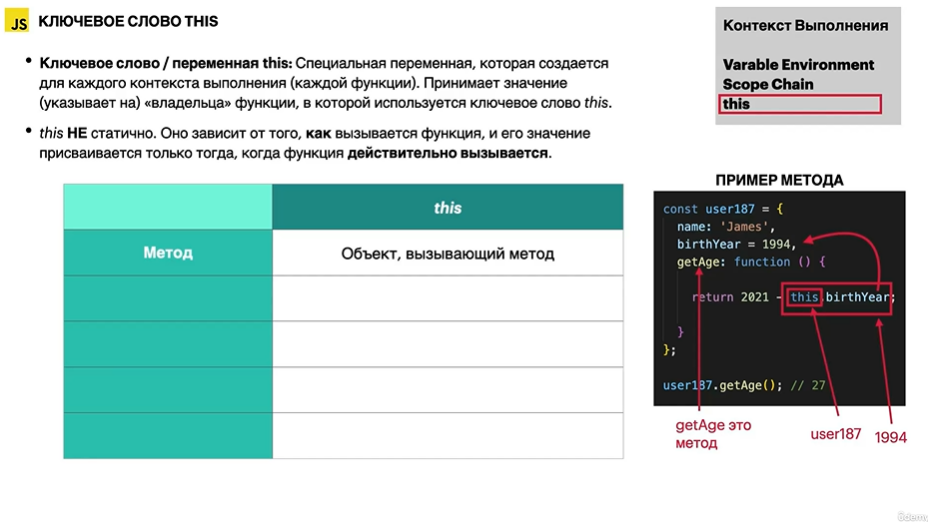 JS КЛЮЧЕВОЕ СЛОВО THIS
• Ключевое слово / переменная this: Специальная переменная, которая создается
для каждого контекста выполнения (каждой функции). Принимает значение
(указывает на) «владельца» функции, в которой используется ключевое слово this.
• this НЕ статично. Оно зависит от того, как вызывается функция, и его значение
присваивается только тогда, когда функция действительно вызывается.
Контекст Выполнения
Varable Environment
Scope Chain
this
this
Метод
Объект, вызывающий метод
ПРИМЕР МЕТОДА
const user187 = {
name: 'James',
birthYear = 1994,
getAge: function () {
return 2021 - this.birthYear;
}
};
user187.getAge(); // 27
getAge это
метод
user187
1994
ûdemy